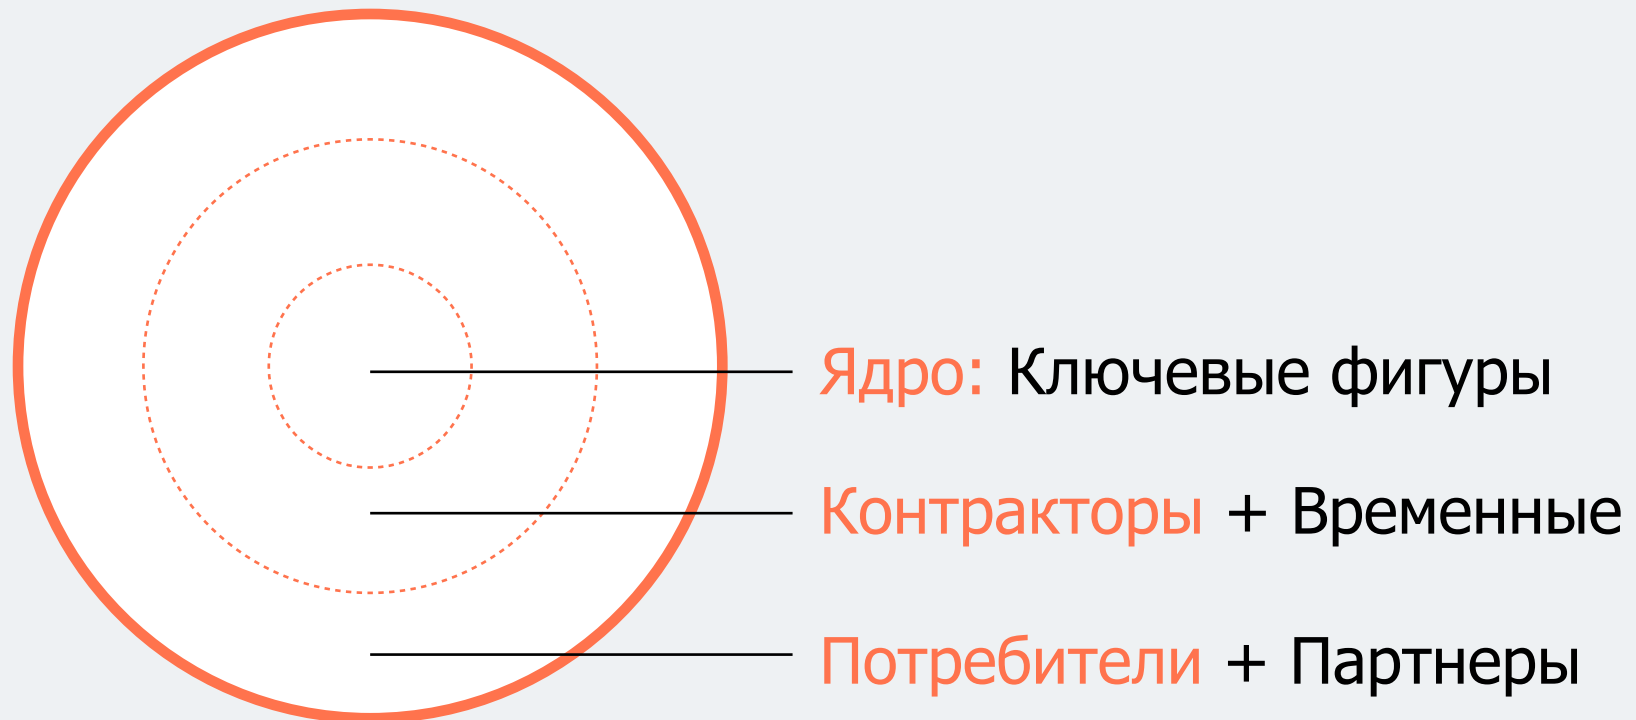 Ядро: Ключевые фигуры
Контракторы + Временные
Потребители + Партнеры